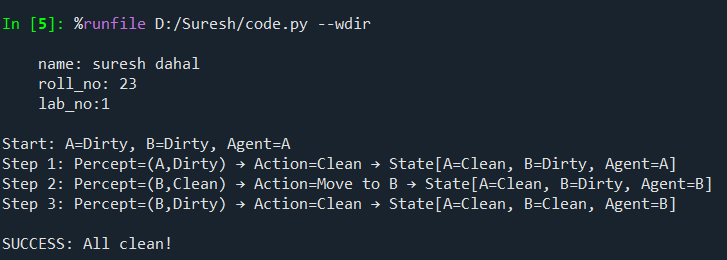 In [5]: %runfile D:/Suresh/code.py --wdir
name: suresh dahal
roll_no: 23
lab_no:1
Start: A=Dirty, B=Dirty, Agent=A
Step 1: Percept=(A,Dirty) → Action=Clean → State[A=Clean, B=Dirty, Agent=A]
Step 2: Percept=(B,Clean) → Action=Move to B → State[A=Clean, B=Dirty, Agent=B]
Step 3: Percept=(B,Dirty) → Action=Clean → State[A=Clean, B=Clean, Agent=B]
SUCCESS: All clean!